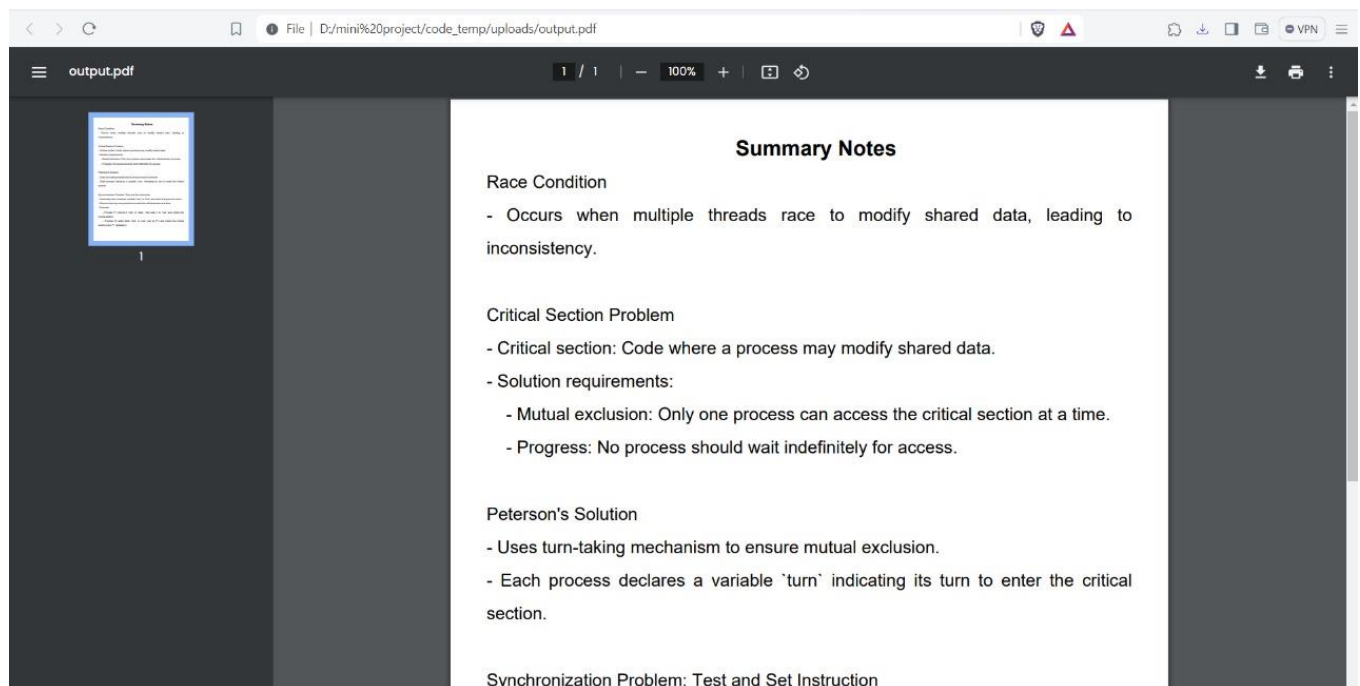 File | D:/mini%20project/code_temp/uploads/output.pdf
VPN
output.pdf
1 / 1
100%
1
Summary Notes
Race Condition
- Occurs when multiple threads race to modify shared data, leading to
inconsistency.
Critical Section Problem
- Critical section: Code where a process may modify shared data.
- Solution requirements:
- Mutual exclusion: Only one process can access the critical section at a time.
- Progress: No process should wait indefinitely for access.
Peterson's Solution
- Uses turn-taking mechanism to ensure mutual exclusion.
- Each process declares a variable `turn` indicating its turn to enter the critical
section.
Synchronization Problem: Test and Set Instruction